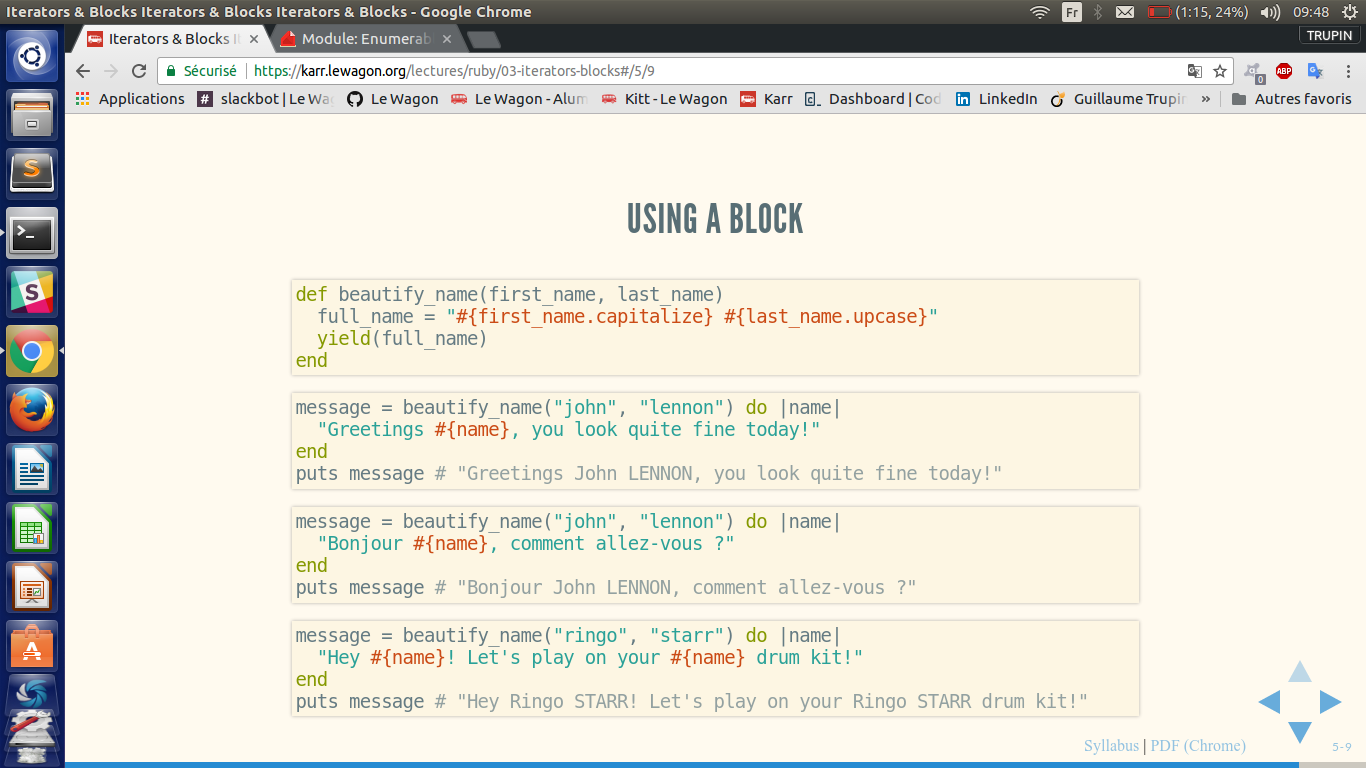 Iterators & Blocks Iterators & Blocks Iterators & Blocks - Google Chrome
Fr
(1:15, 24%)
09:48
Iterators & Blocks
Module: Enumerab
TRUPIN
Sécurisé
https://karr.lewagon.org/lectures/ruby/03-iterators-blocks#/5/9
0
ABP
Applications
slackbot | Le Wag
Le Wagon
Le Wagon - Alum
Kitt - Le Wagon
Karr
Dashboard | Cod
LinkedIn
Guillaume Trupin
»
Autres favoris
USING A BLOCK
def beautify_name(first_name, last_name)
  full_name = "#{first_name.capitalize} #{last_name.upcase}"
  yield(full_name)
end
message = beautify_name("john", "lennon") do |name|
  "Greetings #{name}, you look quite fine today!"
end
puts message # "Greetings John LENNON, you look quite fine today!"
message = beautify_name("john", "lennon") do |name|
  "Bonjour #{name}, comment allez-vous ?"
end
puts message # "Bonjour John LENNON, comment allez-vous ?"
message = beautify_name("ringo", "starr") do |name|
  "Hey #{name}! Let's play on your #{name} drum kit!"
end
puts message # "Hey Ringo STARR! Let's play on your Ringo STARR drum kit!"
Syllabus | PDF (Chrome)
5-9